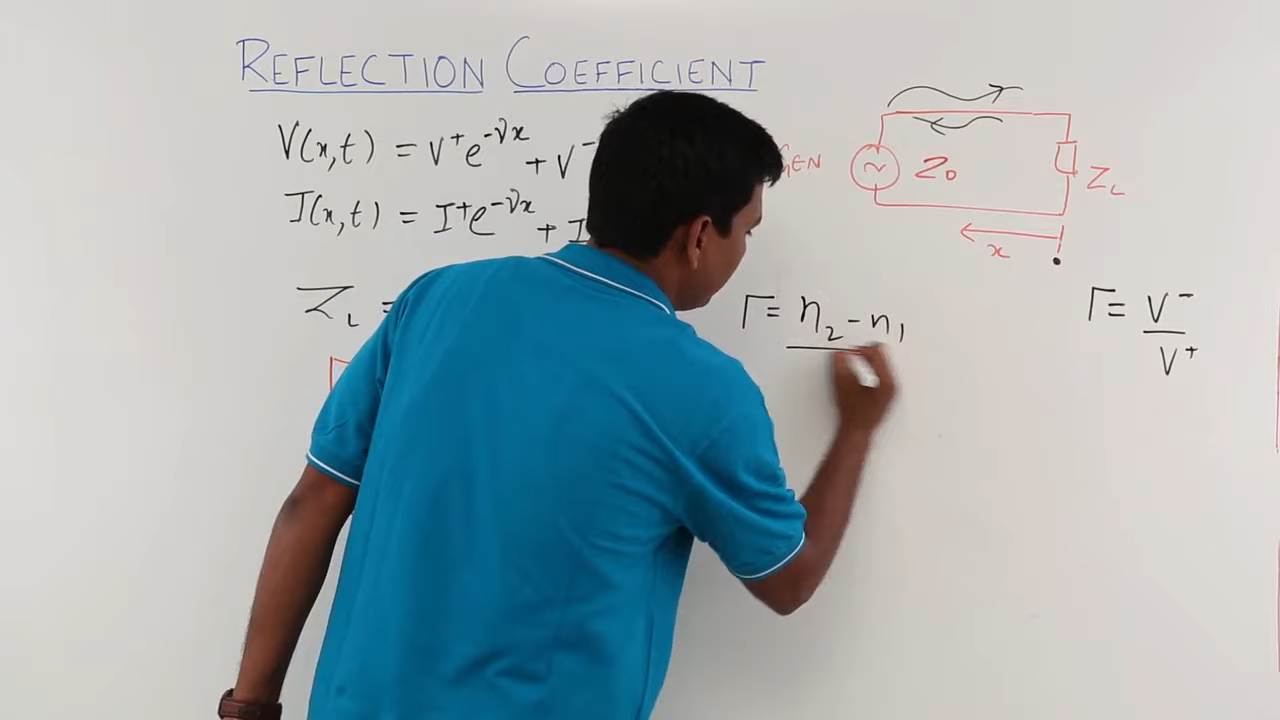 REFLECTION COEFFICIENT
V(x,t) = V⁺e^-γx + V⁻
I(x,t) = I⁺e^-γx + I
Z_L =
GEN
~
Z₀
Z_L
x
Γ = η₂ - η₁
Γ = V⁻
V⁺